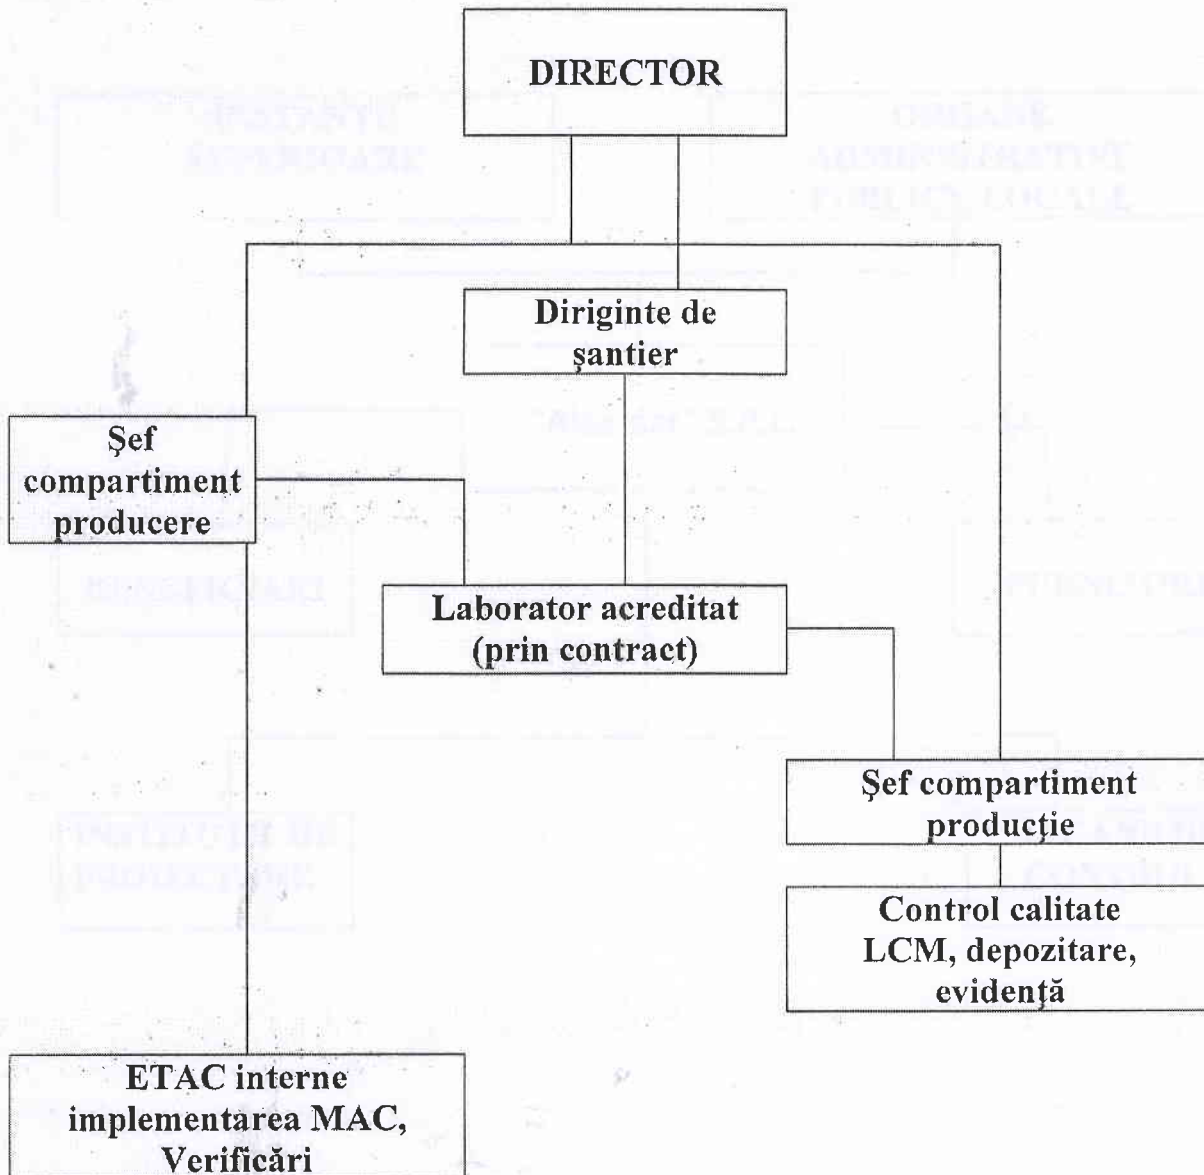 DIRECTOR
Diriginte de
şantier
Şef
compartiment
producere
Laborator acreditat
(prin contract)
Şef compartiment
producţie
Control calitate
LCM, depozitare,
evidenţă
ETAC interne
implementarea MAC,
Verificări